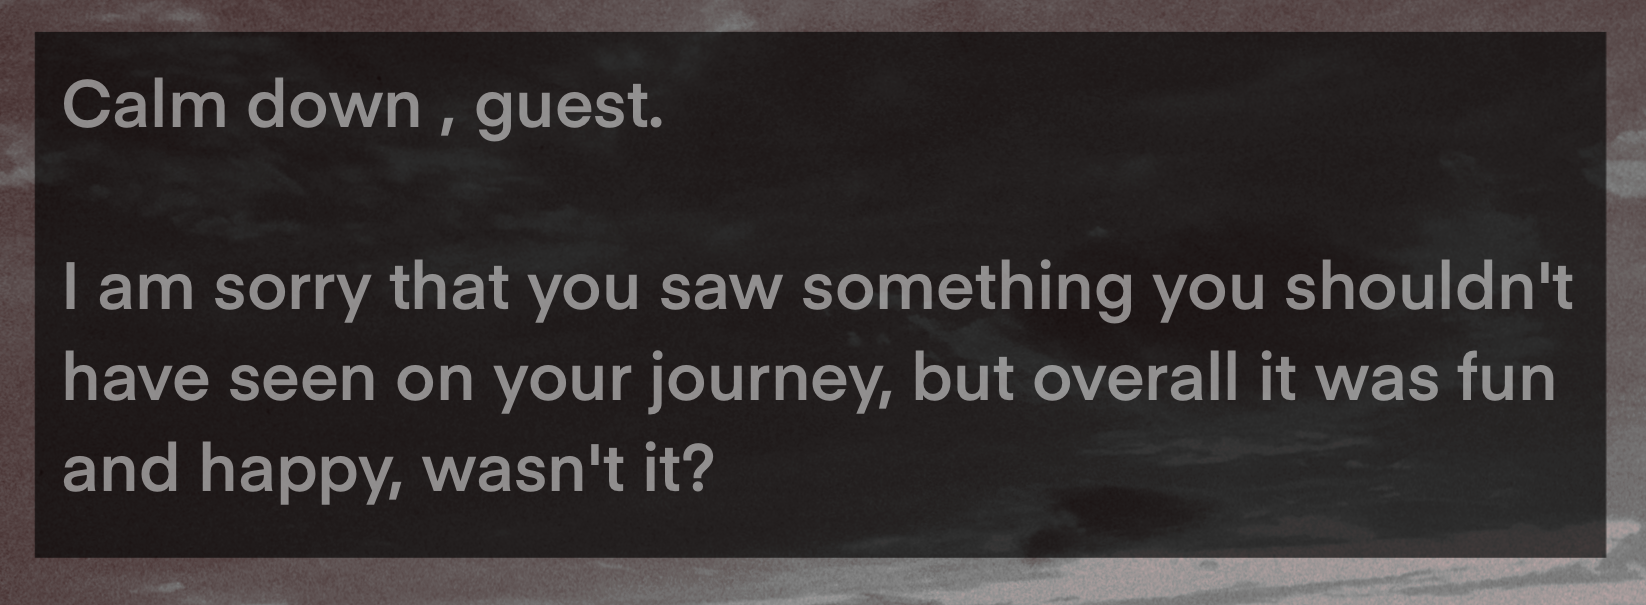 Calm down , guest.
I am sorry that you saw something you shouldn't
have seen on your journey, but overall it was fun
and happy, wasn't it?